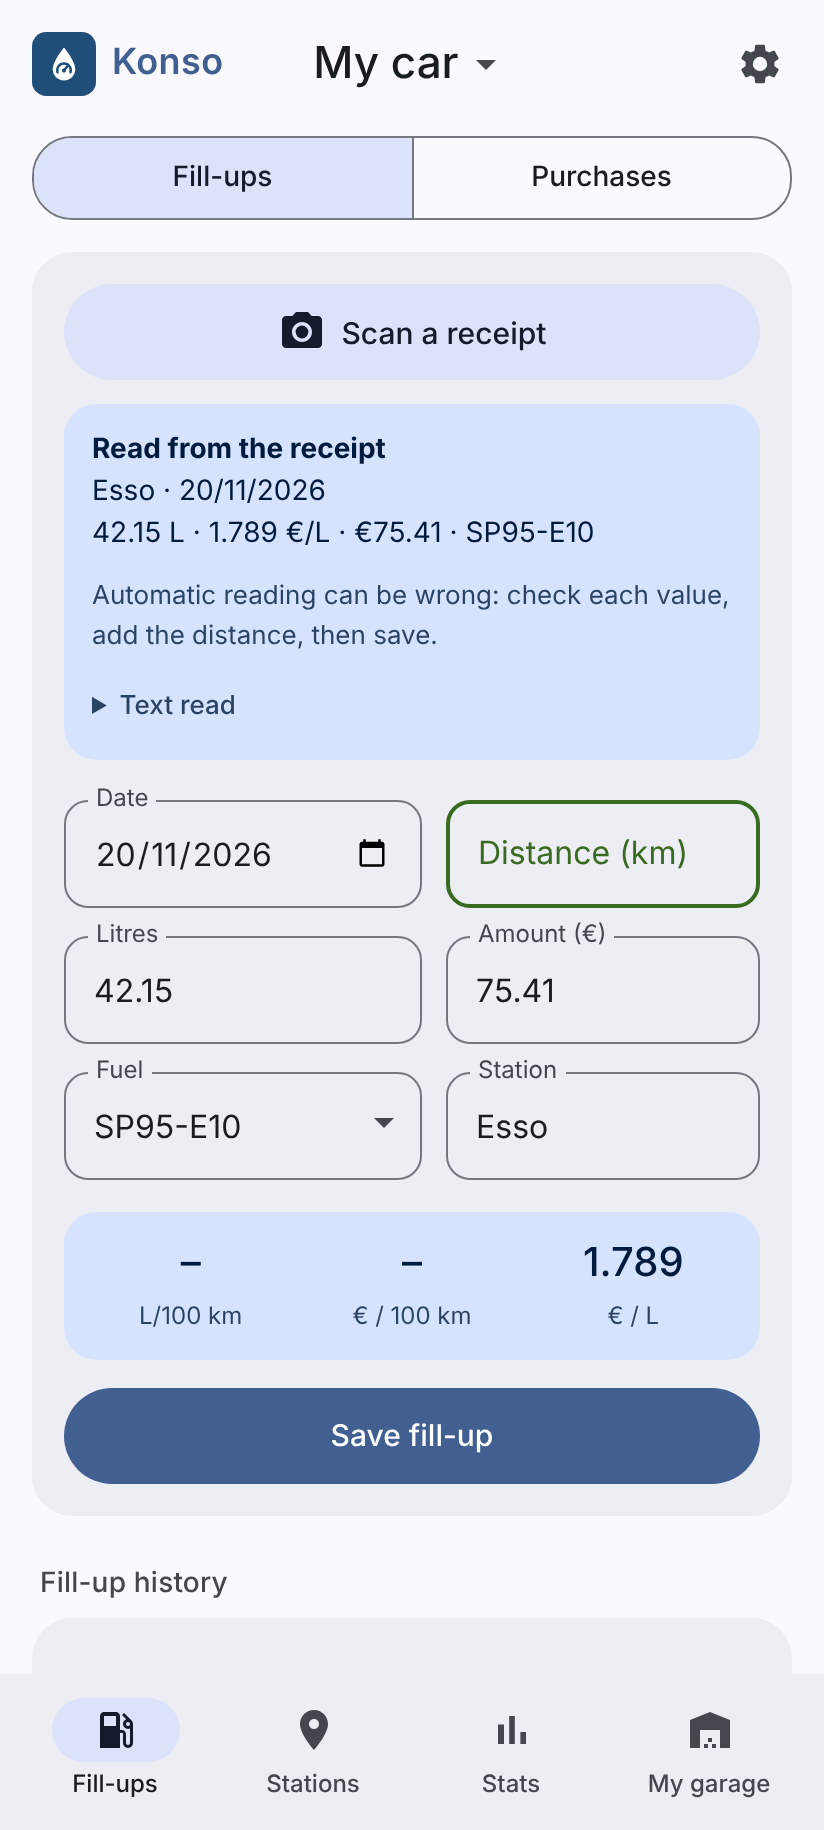 Konso
My car
Fill-ups
Purchases
Scan a receipt
Read from the receipt
Esso · 20/11/2026
42.15 L · 1.789 €/L · €75.41 · SP95-E10
Automatic reading can be wrong: check each value,
add the distance, then save.
Text read
Date
20/11/2026
Distance (km)
Litres
42.15
Amount (€)
75.41
Fuel
SP95-E10
Station
Esso
– – 1.789
L/100 km € / 100 km € / L
Save fill-up
Fill-up history
Fill-ups Stations Stats My garage